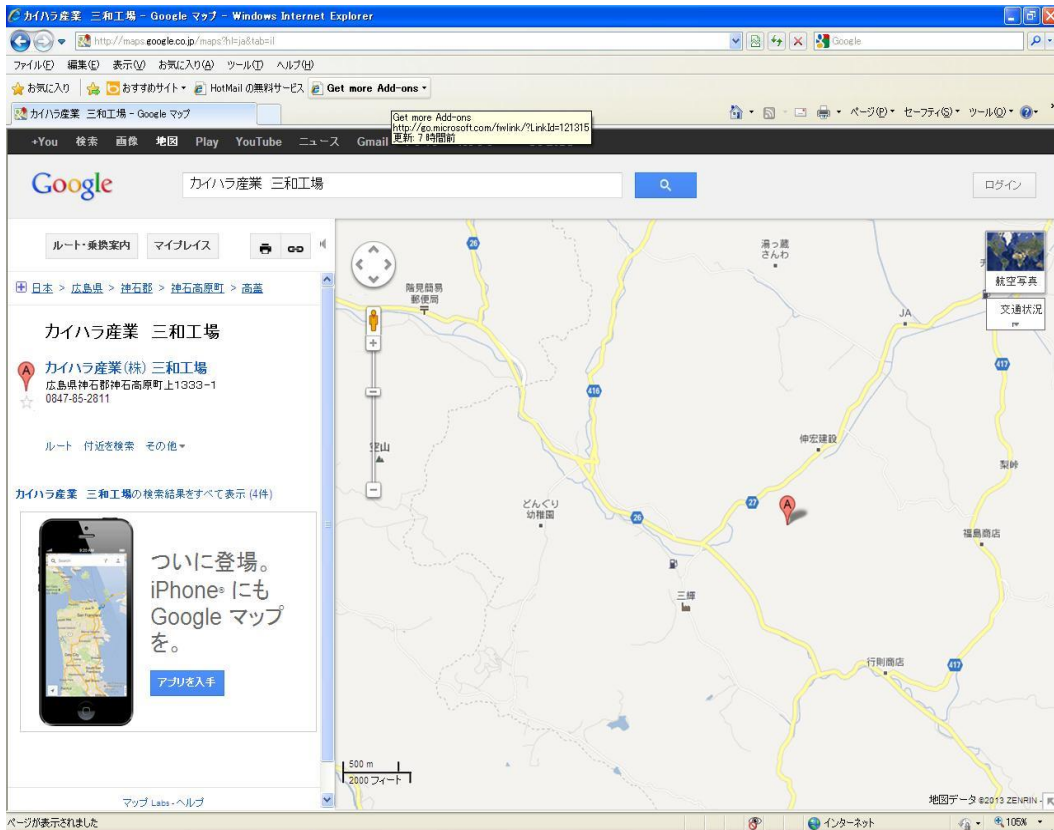 カイハラ産業 三和工場 - Google マップ - Windows Internet Explorer
http://maps.google.co.jp/maps?hl=ja&tab=il
Google
ファイル(F) 編集(E) 表示(V) お気に入り(A) ツール(T) ヘルプ(H)
お気に入り おすすめサイト HotMail の無料サービス Get more Add-ons
カイハラ産業 三和工場 - Google マップ
ページ(P) セーフティ(S) ツール(O)
Get more Add-ons
http://go.microsoft.com/fwlink/?LinkId=121315
更新: 7 時間前
+You 検索 画像 地図 Play YouTube ニュース Gmail
Google
カイハラ産業 三和工場
ログイン
ルート・乗換案内 マイプレイス
日本 > 広島県 > 神石郡 > 神石高原町 > 高蓋
カイハラ産業 三和工場
A
カイハラ産業(株) 三和工場
広島県神石郡神石高原町上1333-1
0847-85-2811
ルート 付近を検索 その他
カイハラ産業 三和工場の検索結果をすべて表示 (4件)
ついに登場。
iPhone にも
Google マップ
を。
アプリを入手
マップ Labs - ヘルプ
26
湯っ蔵
さんわ
航空写真
交通状況
階見簡易
郵便局
JA
417
416
空山
伸宏建設
梨峠
どんぐり
幼稚園
27
A
26
福島商店
三輝
行則商店
417
500 m
2000 フィート
地図データ ©2013 ZENRIN -
ページが表示されました
インターネット
105%